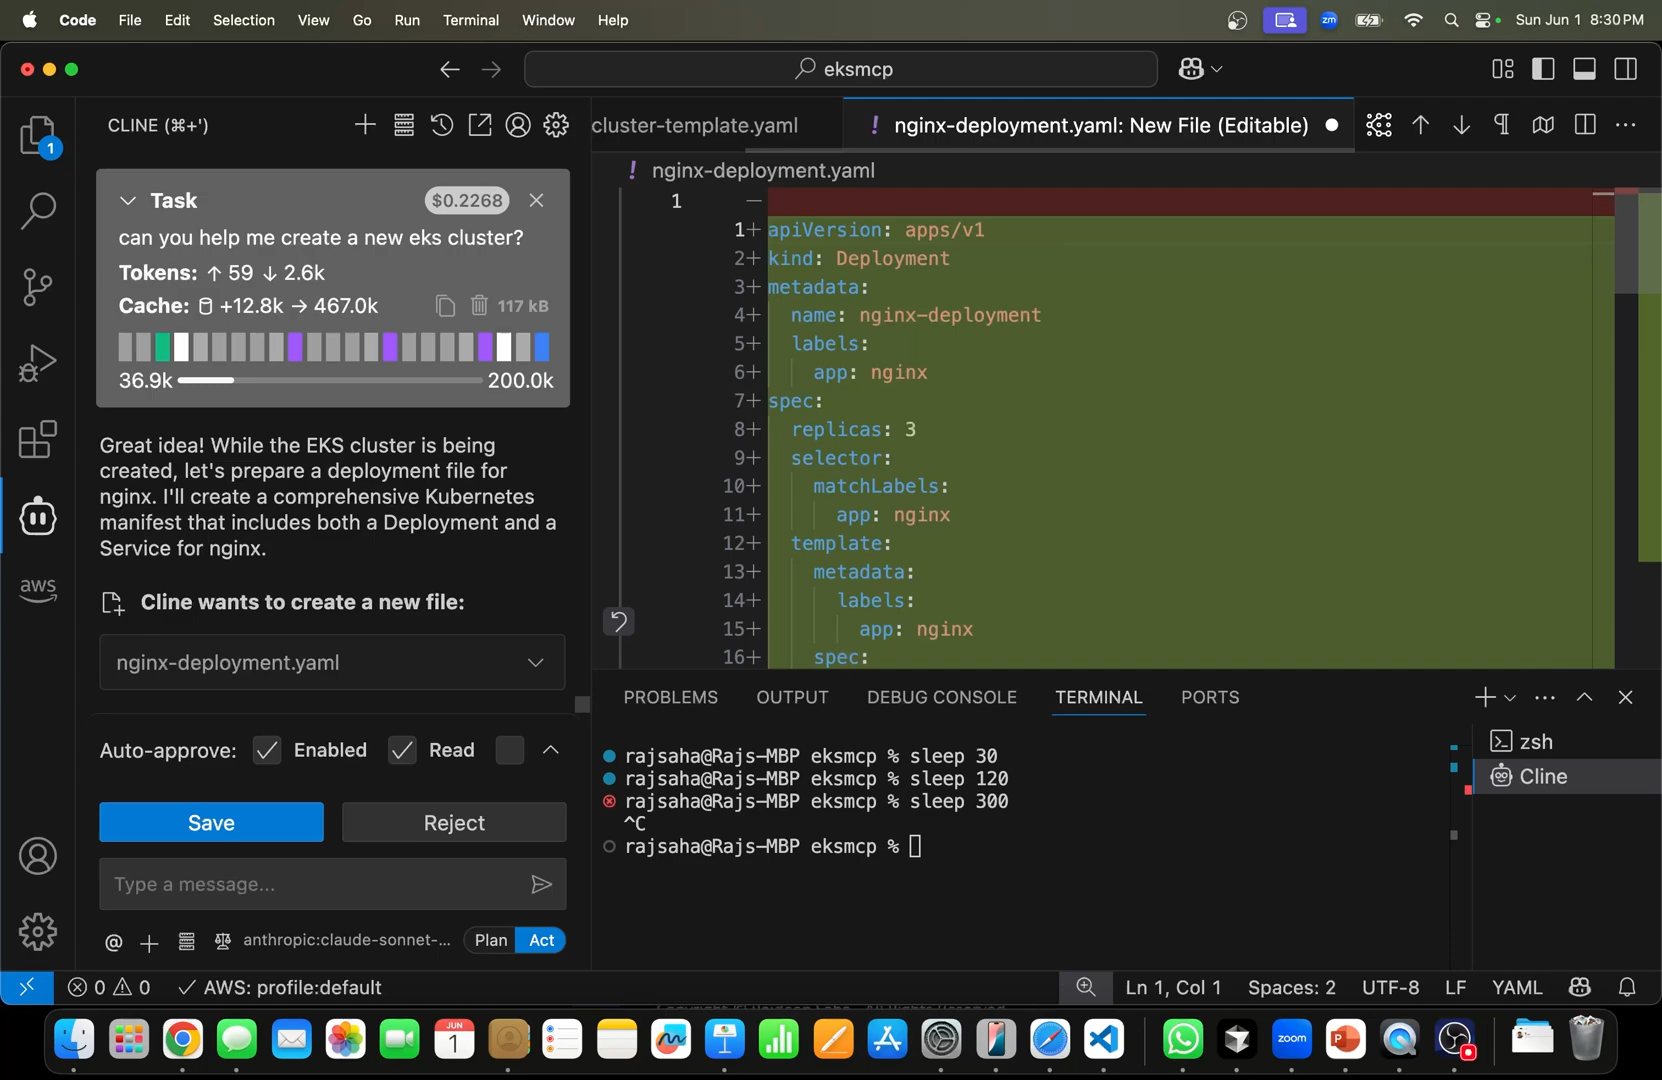 Code File Edit Selection View Go Run Terminal Window Help
zm
Sun Jun 1 8:30 PM
eksmcp
1
CLINE (⌘+')
Task $0.2268
can you help me create a new eks cluster?
Tokens: ↑ 59 ↓ 2.6k
Cache: +12.8k → 467.0k 117 kB
36.9k 200.0k
Great idea! While the EKS cluster is being
created, let's prepare a deployment file for
nginx. I'll create a comprehensive Kubernetes
manifest that includes both a Deployment and a
Service for nginx.
Cline wants to create a new file:
nginx-deployment.yaml
Auto-approve: Enabled Read
Save Reject
Type a message...
@ anthropic:claude-sonnet-... Plan Act
aws
cluster-template.yaml
! nginx-deployment.yaml: New File (Editable)
! nginx-deployment.yaml
1 —
1+ apiVersion: apps/v1
2+ kind: Deployment
3+ metadata:
4+ name: nginx-deployment
5+ labels:
6+ app: nginx
7+ spec:
8+ replicas: 3
9+ selector:
10+ matchLabels:
11+ app: nginx
12+ template:
13+ metadata:
14+ labels:
15+ app: nginx
16+ spec:
PROBLEMS OUTPUT DEBUG CONSOLE TERMINAL PORTS
rajsaha@Rajs-MBP eksmcp % sleep 30
rajsaha@Rajs-MBP eksmcp % sleep 120
rajsaha@Rajs-MBP eksmcp % sleep 300
^C
rajsaha@Rajs-MBP eksmcp %
zsh
Cline
0 0 AWS: profile:default
Ln 1, Col 1 Spaces: 2 UTF-8 LF YAML
JUN
1
zoom